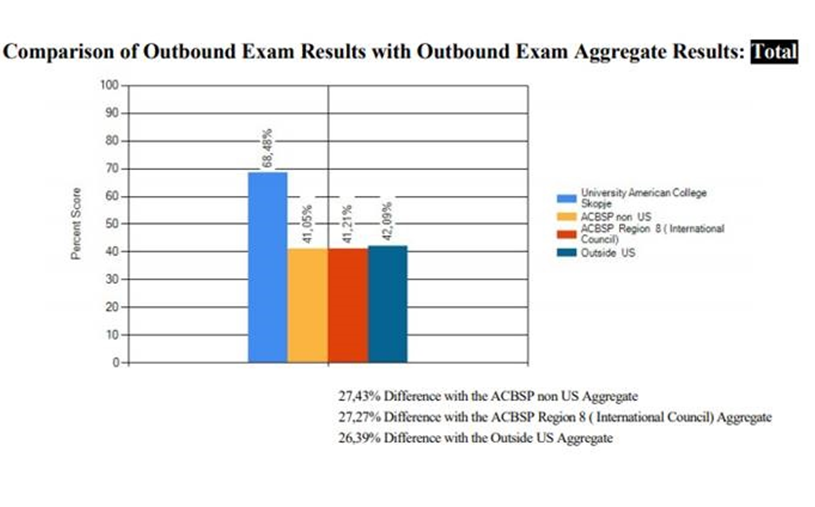 Comparison of Outbound Exam Results with Outbound Exam Aggregate Results: Total
100
90
80
70
60
50
40
30
20
10
0
Percent Score
68,48%
41,05%
41,21%
42,09%
University American College
Skopje
ACBSP non US
ACBSP Region 8 ( International
Council)
Outside US
27,43% Difference with the ACBSP non US Aggregate
27,27% Difference with the ACBSP Region 8 ( International Council) Aggregate
26,39% Difference with the Outside US Aggregate